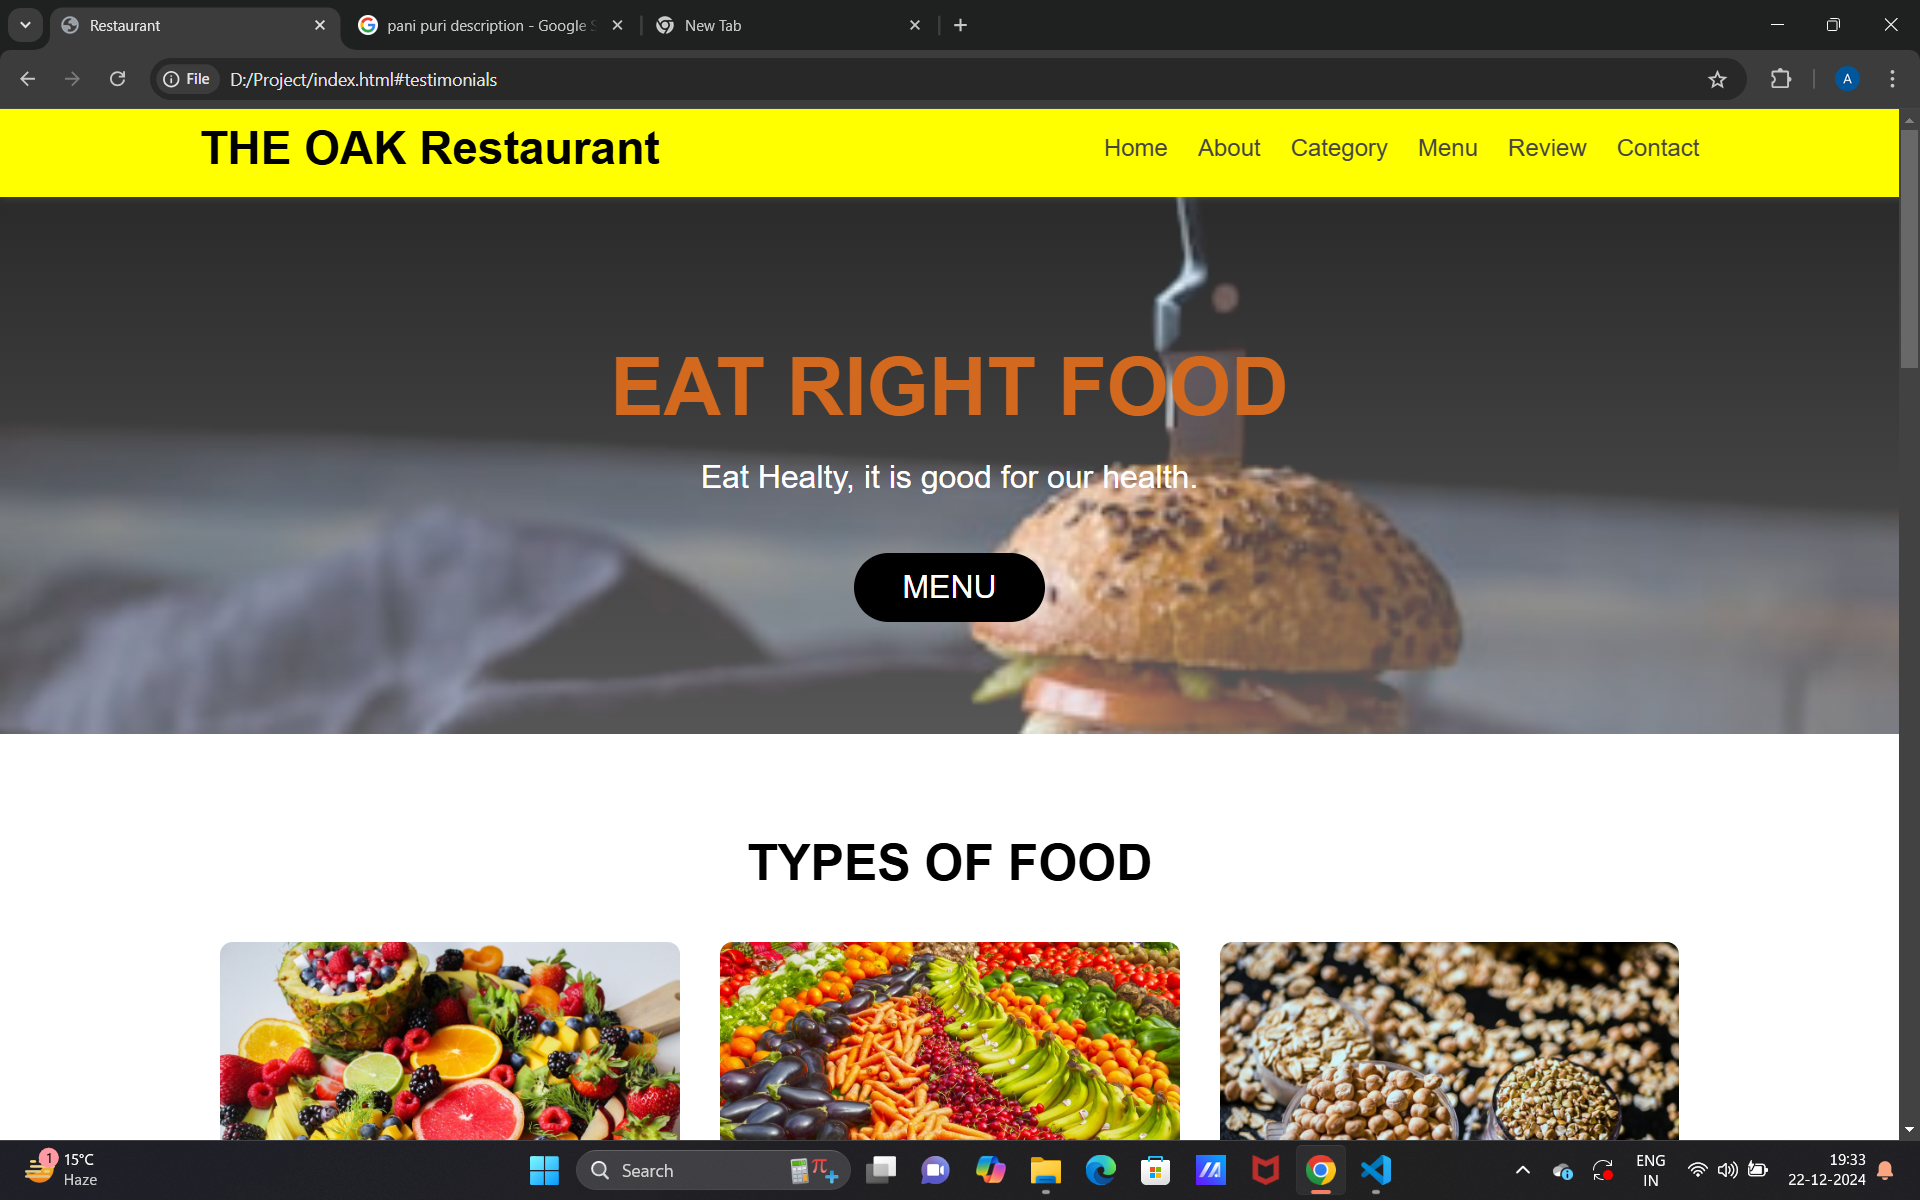 Restaurant
pani puri description - Google S
New Tab
File
D:/Project/index.html#testimonials
A
THE OAK Restaurant
Home About Category Menu Review Contact
EAT RIGHT FOOD
Eat Healty, it is good for our health.
MENU
TYPES OF FOOD
1
15°C
Haze
Search
ENG
IN
19:33
22-12-2024